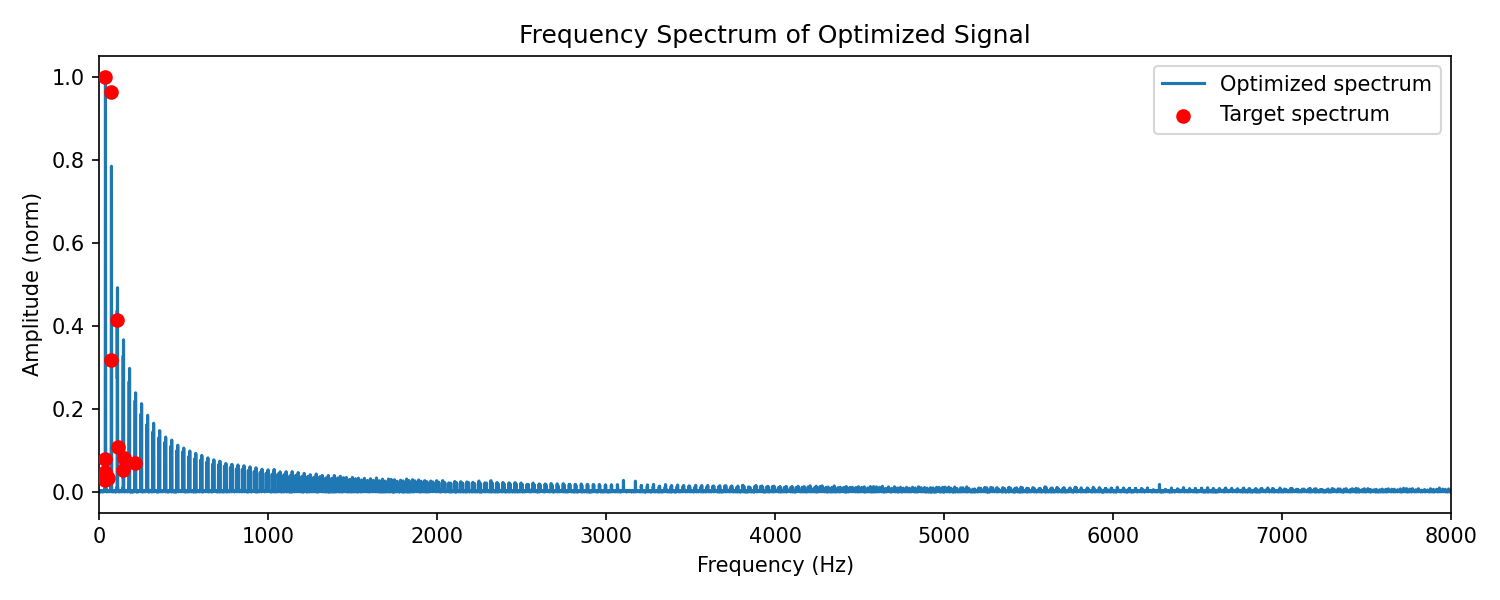 Frequency Spectrum of Optimized Signal
Optimized spectrum
Target spectrum
Amplitude (norm)
1.0
0.8
0.6
0.4
0.2
0.0
0 1000 2000 3000 4000 5000 6000 7000 8000
Frequency (Hz)